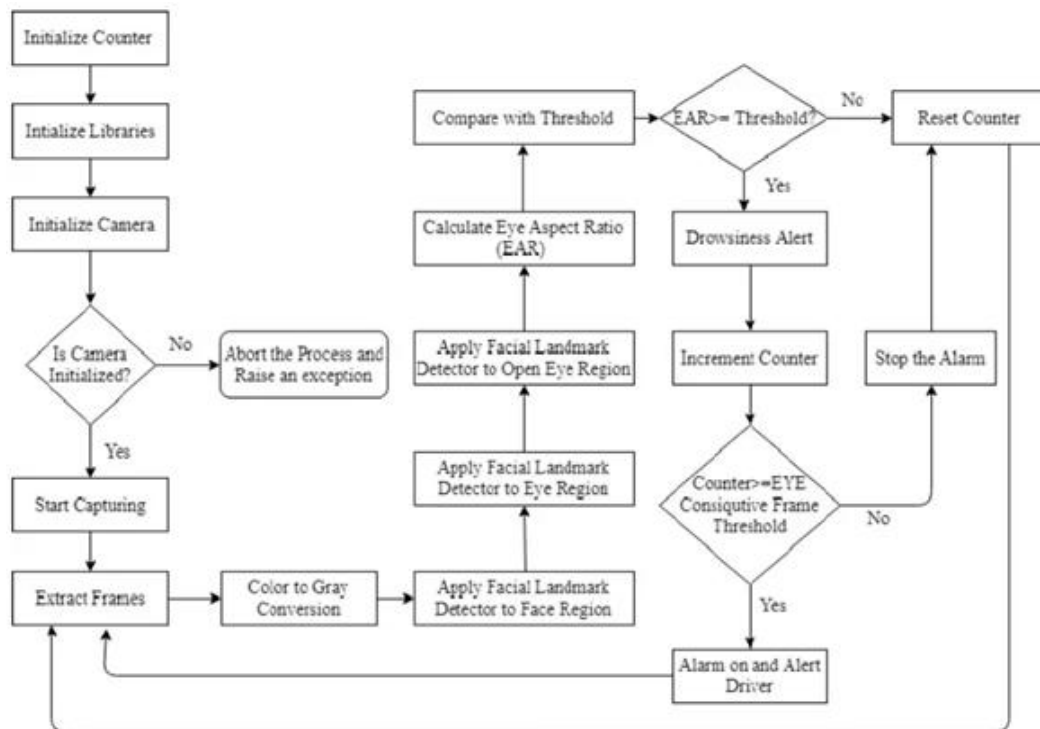 Initialize Counter
Intialize Libraries
Initialize Camera
Is Camera
Initialized?
No
Abort the Process and
Raise an exception
Yes
Start Capturing
Extract Frames
Color to Gray
Conversion
Apply Facial Landmark
Detector to Face Region
Apply Facial Landmark
Detector to Eye Region
Apply Facial Landmark
Detector to Open Eye Region
Calculate Eye Aspect Ratio
(EAR)
Compare with Threshold
EAR>= Threshold?
No
Reset Counter
Yes
Drowsiness Alert
Increment Counter
Counter>=EYE
Consiqutive Frame
Threshold
No
Stop the Alarm
Yes
Alarm on and Alert
Driver